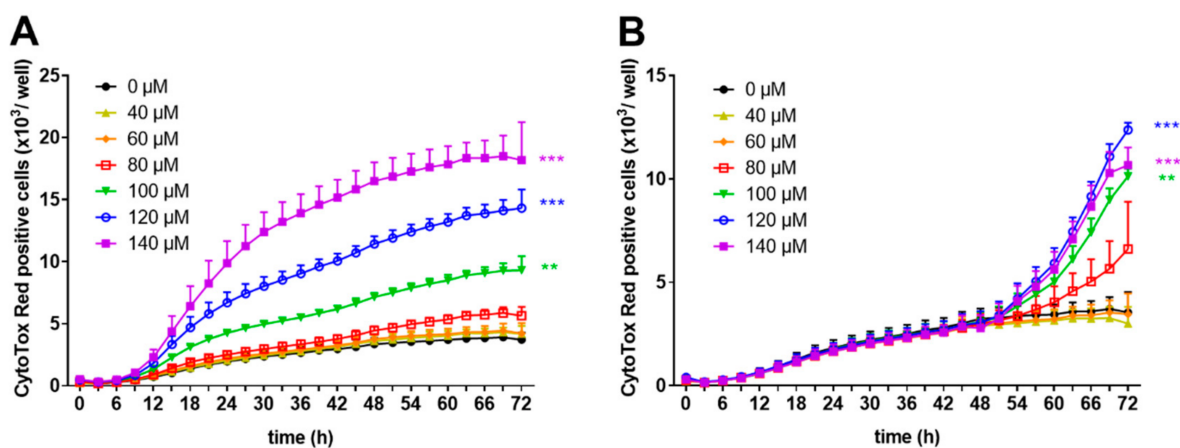 A
CytoTox Red positive cells (x10³/ well)
25
20
15
10
5
0
0 µM
40 µM
60 µM
80 µM
100 µM
120 µM
140 µM
***
***
**
0 6 12 18 24 30 36 42 48 54 60 66 72
time (h)
B
CytoTox Red positive cells (x10³/ well)
15
10
5
0
0 µM
40 µM
60 µM
80 µM
100 µM
120 µM
140 µM
***
***
**
0 6 12 18 24 30 36 42 48 54 60 66 72
time (h)